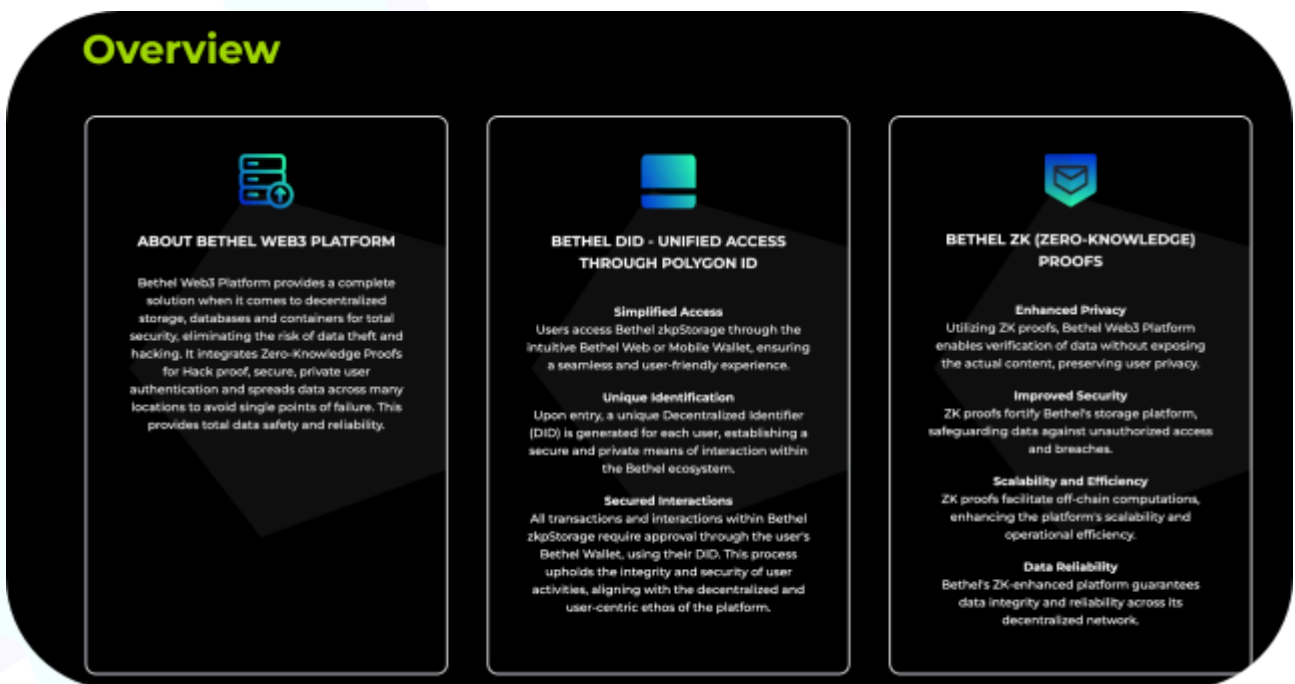 Overview
ABOUT BETHEL WEB3 PLATFORM
Bethel Web3 Platform provides a complete
solution when it comes to decentralized
storage, databases and containers for total
security, eliminating the risk of data theft and
hacking. It integrates Zero-Knowledge Proofs
for Hack proof, secure, private user
authentication and spreads data across many
locations to avoid single points of failure. This
provides total data safety and reliability.
BETHEL DID - UNIFIED ACCESS
THROUGH POLYGON ID
Simplified Access
Users access Bethel zkpStorage through the
intuitive Bethel Web or Mobile Wallet, ensuring
a seamless and user-friendly experience.
Unique Identification
Upon entry, a unique Decentralized Identifier
(DID) is generated for each user, establishing a
secure and private means of interaction within
the Bethel ecosystem.
Secured Interactions
All transactions and interactions within Bethel
zkpStorage require approval through the user's
Bethel Wallet, using their DID. This process
upholds the integrity and security of user
activities, aligning with the decentralized and
user-centric ethos of the platform.
BETHEL ZK (ZERO-KNOWLEDGE)
PROOFS
Enhanced Privacy
Utilizing ZK proofs, Bethel Web3 Platform
enables verification of data without exposing
the actual content, preserving user privacy.
Improved Security
ZK proofs fortify Bethel's storage platform,
safeguarding data against unauthorized access
and breaches.
Scalability and Efficiency
ZK proofs facilitate off-chain computations,
enhancing the platform's scalability and
operational efficiency.
Data Reliability
Bethel's ZK-enhanced platform guarantees
data integrity and reliability across its
decentralized network.